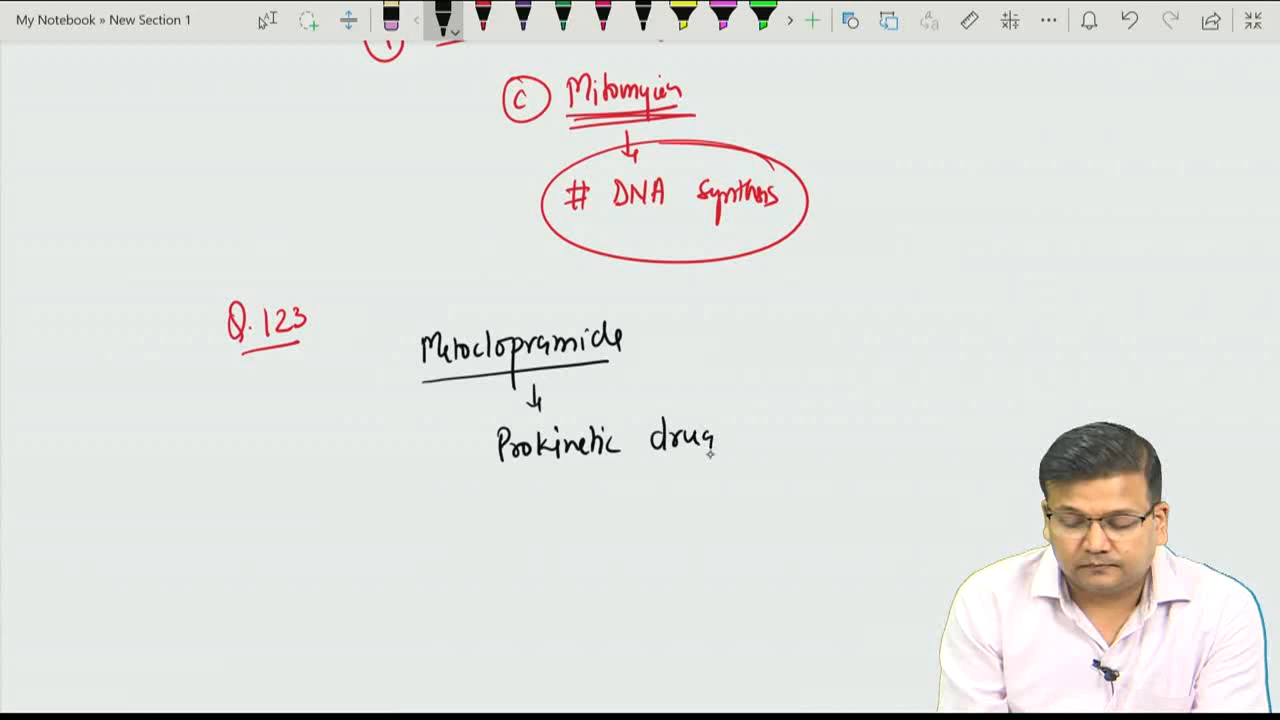 My Notebook » New Section 1
C Mitomycin
# DNA Synthesis
Q.123
Metoclopramide
Prokinetic drug